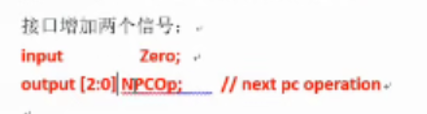 接口增加两个信号：
input Zero;
output [2:0] NPCOp; // next pc operation